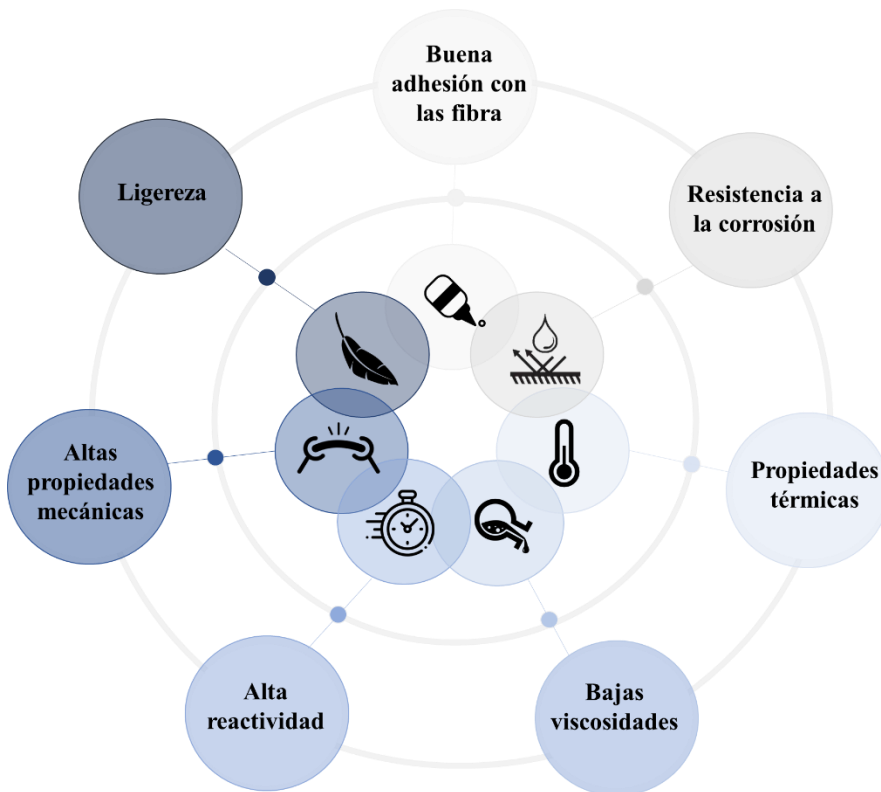 Buena
adhesión con
las fibra
Resistencia a
la corrosión
Propiedades
térmicas
Bajas
viscosidades
Alta
reactividad
Altas
propiedades
mecánicas
Ligereza